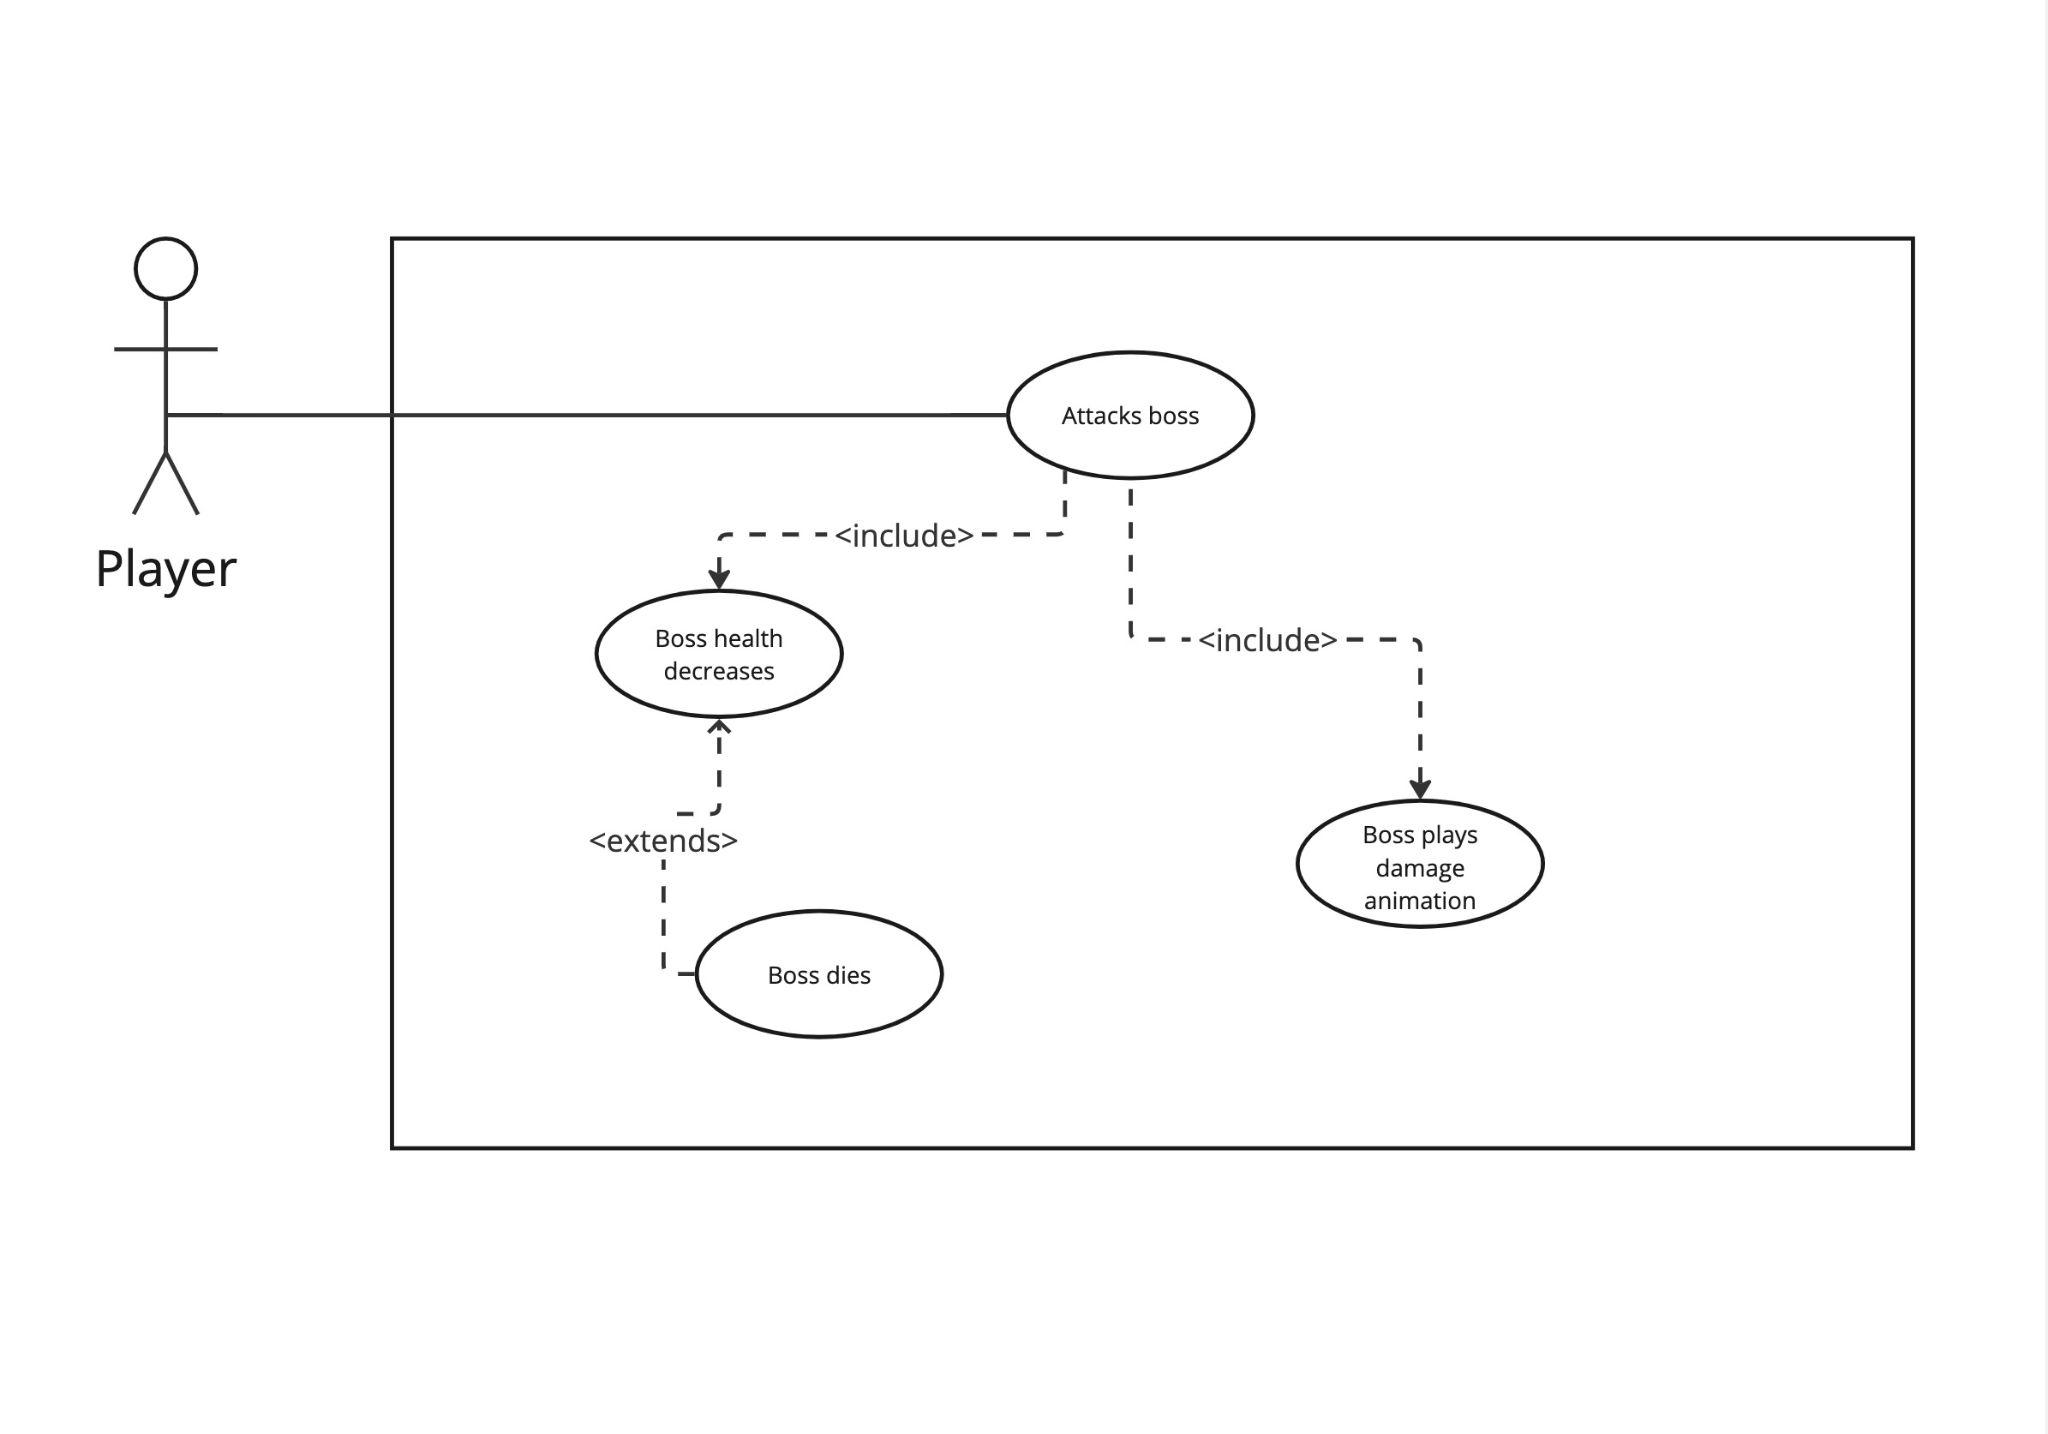 Attacks boss
<include>
Player
Boss health
decreases
<include>
<extends>
Boss plays
damage
animation
Boss dies